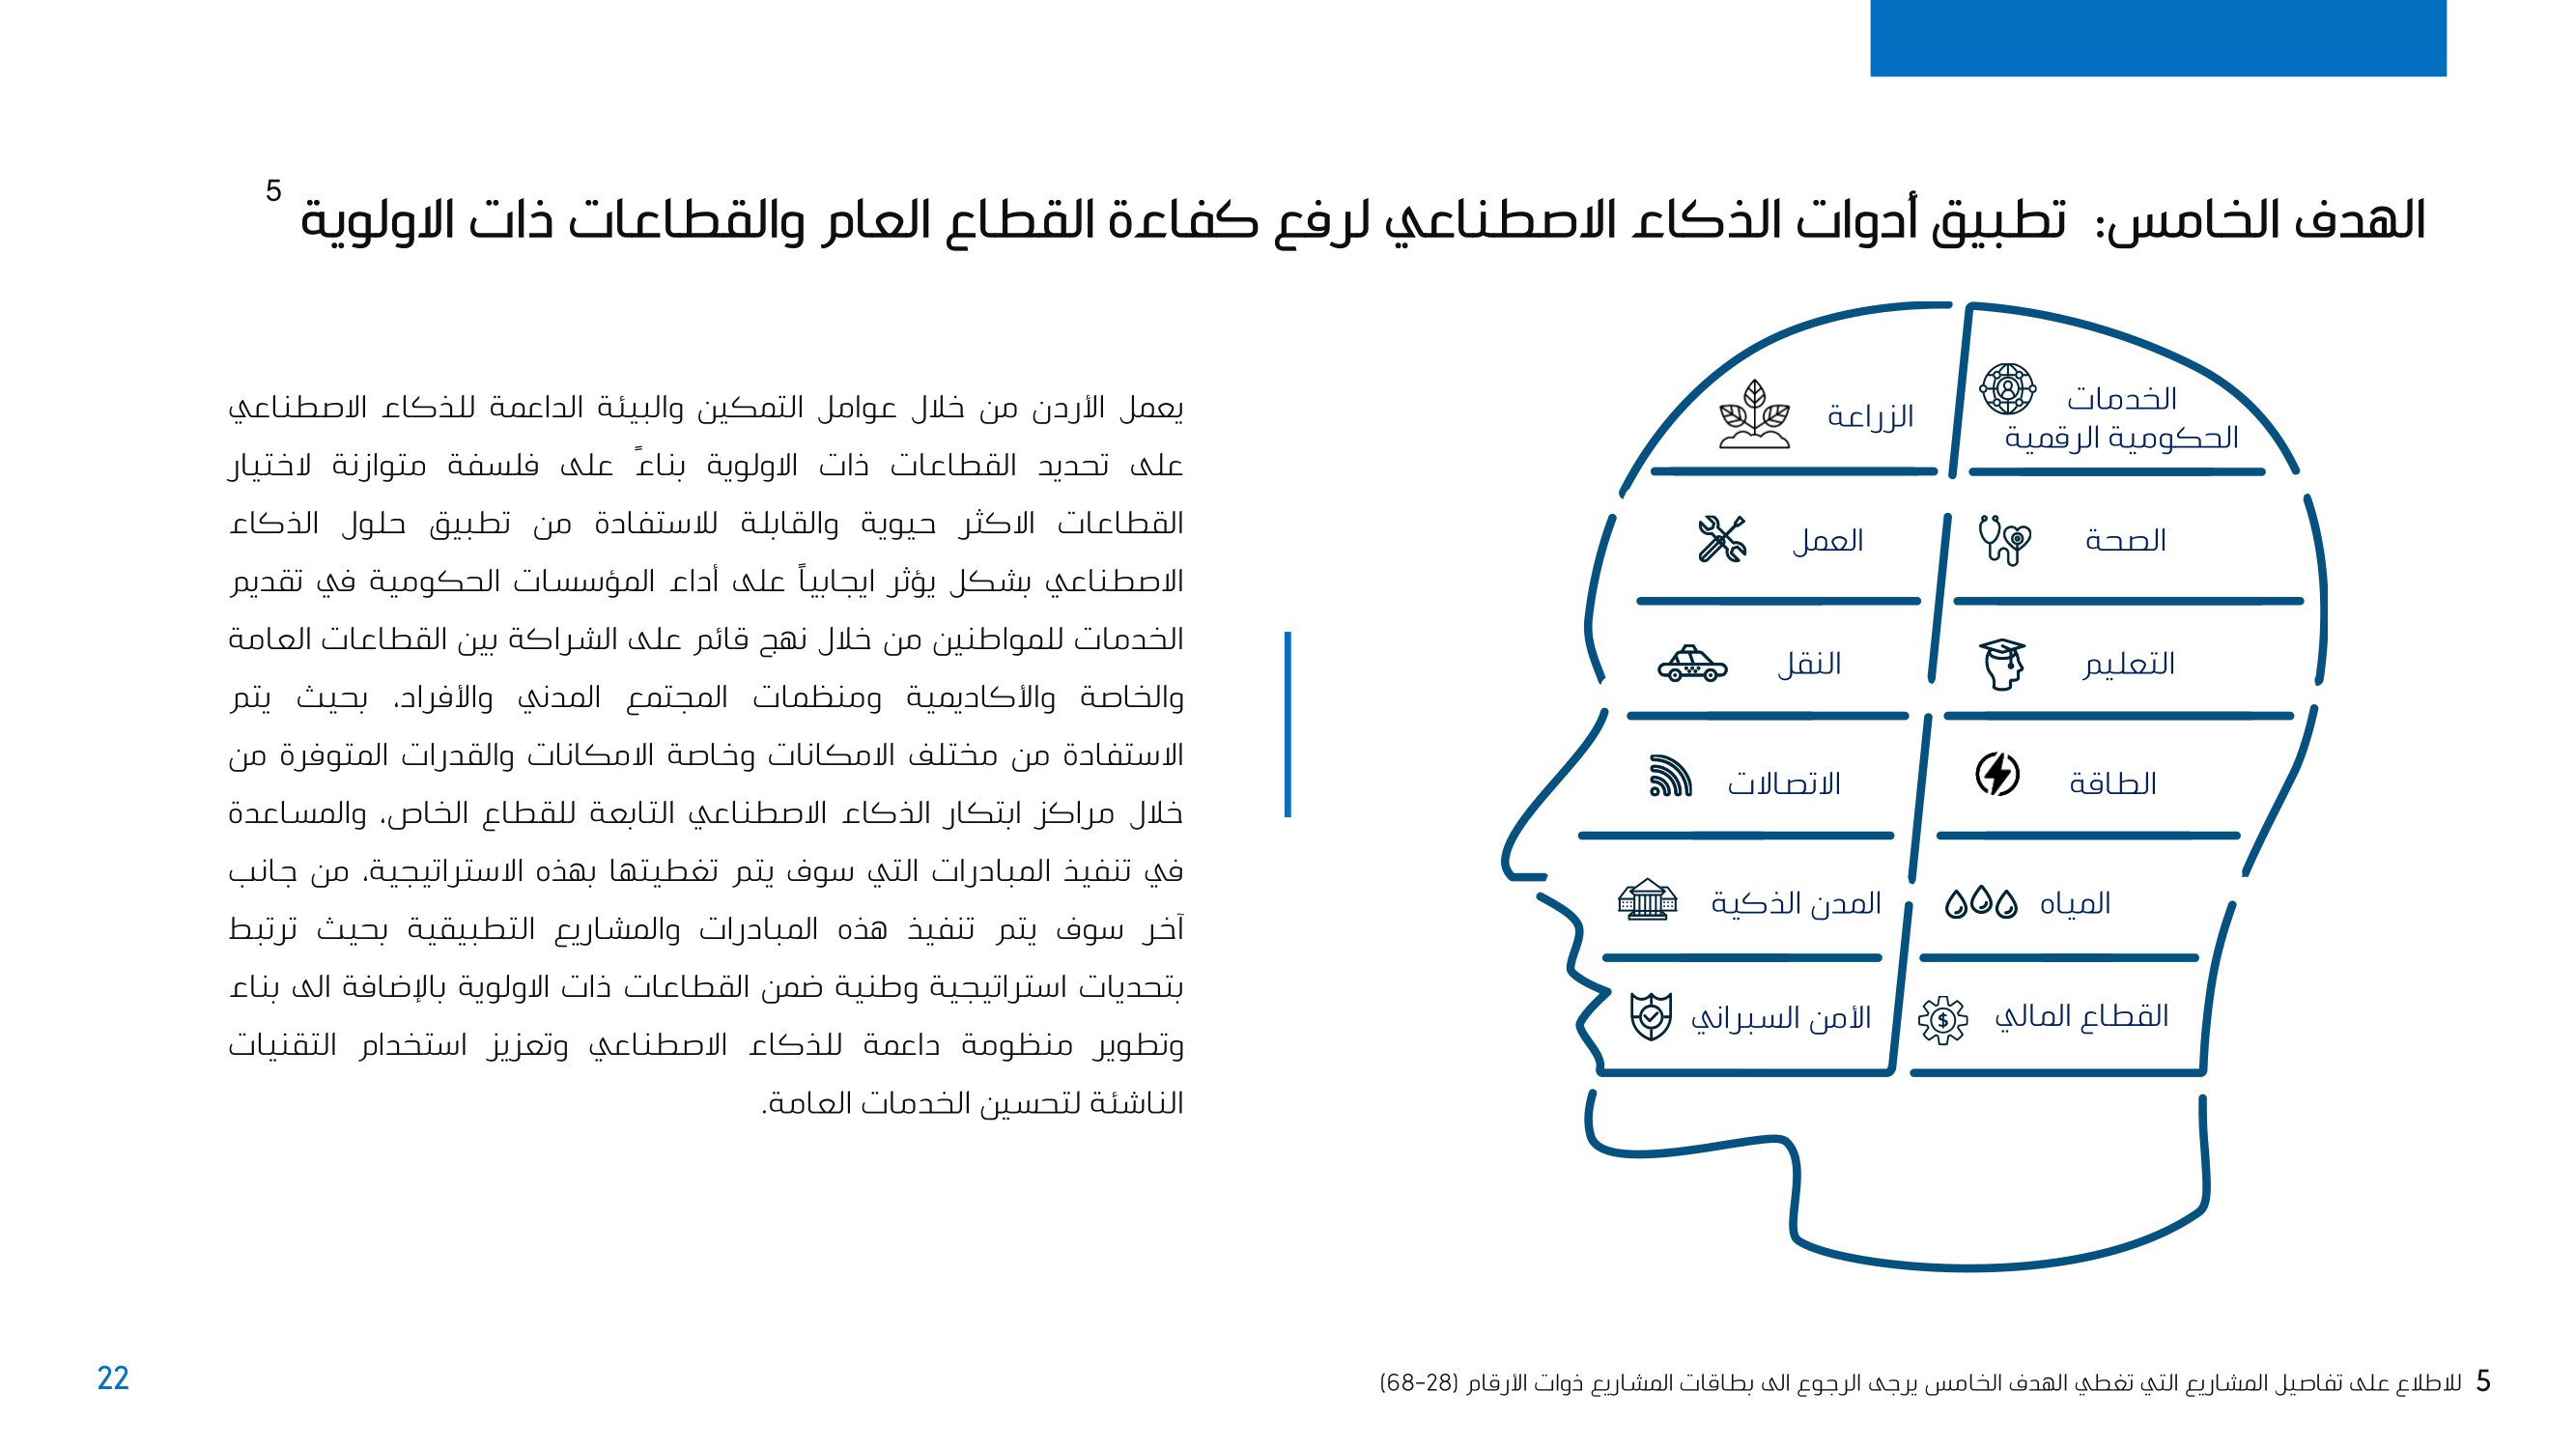 الهدف الخامس: تطبيق أدوات الذكاء الاصطناعي لرفع كفاءة القطاع العام والقطاعات ذات الاولوية 5
الخدمات
الحكومية الرقمية
الزراعة
الصحة
العمل
التعليم
النقل
الطاقة
الاتصالات
المياه
المدن الذكية
القطاع المالي
الأمن السبراني
يعمل الأردن من خلال عوامل التمكين والبيئة الداعمة للذكاء الاصطناعي
على تحديد القطاعات ذات الاولوية بناءً على فلسفة متوازنة لاختيار
القطاعات الاكثر حيوية والقابلة للاستفادة من تطبيق حلول الذكاء
الاصطناعي بشكل يؤثر ايجابياً على أداء المؤسسات الحكومية في تقديم
الخدمات للمواطنين من خلال نهج قائم على الشراكة بين القطاعات العامة
والخاصة والأكاديمية ومنظمات المجتمع المدني والأفراد، بحيث يتم
الاستفادة من مختلف الامكانات وخاصة الامكانات والقدرات المتوفرة من
خلال مراكز ابتكار الذكاء الاصطناعي التابعة للقطاع الخاص، والمساعدة
في تنفيذ المبادرات التي سوف يتم تغطيتها بهذه الاستراتيجية، من جانب
آخر سوف يتم تنفيذ هذه المبادرات والمشاريع التطبيقية بحيث ترتبط
بتحديات استراتيجية وطنية ضمن القطاعات ذات الاولوية بالإضافة الى بناء
وتطوير منظومة داعمة للذكاء الاصطناعي وتعزيز استخدام التقنيات
الناشئة لتحسين الخدمات العامة.
5 للاطلاع على تفاصيل المشاريع التي تغطي الهدف الخامس يرجى الرجوع الى بطاقات المشاريع ذوات الأرقام (28-68)
22